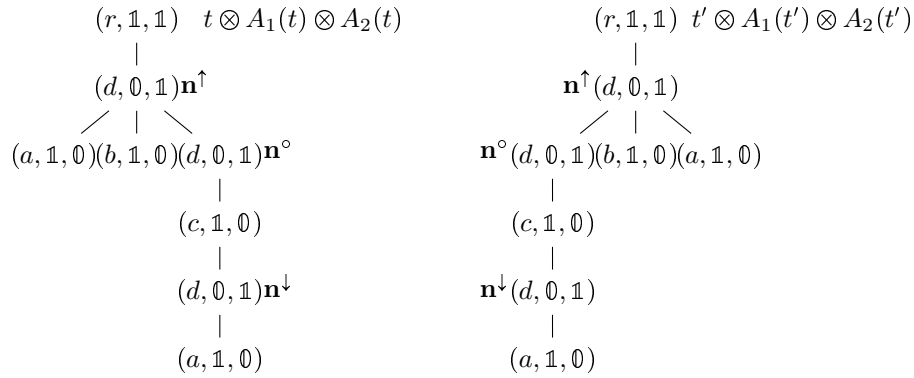 (r, 𝟙, 𝟙) t ⊗ A₁(t) ⊗ A₂(t) (r, 𝟙, 𝟙) t′ ⊗ A₁(t′) ⊗ A₂(t′)
(d, 𝟘, 𝟙)n↑ n↑(d, 𝟘, 𝟙)
(a, 𝟙, 𝟘)(b, 𝟙, 𝟘)(d, 𝟘, 𝟙)n° n°(d, 𝟘, 𝟙)(b, 𝟙, 𝟘)(a, 𝟙, 𝟘)
(c, 𝟙, 𝟘) (c, 𝟙, 𝟘)
(d, 𝟘, 𝟙)n↓ n↓(d, 𝟘, 𝟙)
(a, 𝟙, 𝟘) (a, 𝟙, 𝟘)